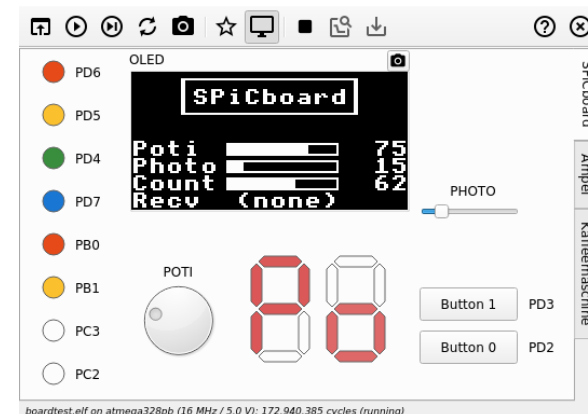 OLED
SPiCboard
Poti 75
Photo 15
Count 62
Recv (none)
PD6
PD5
PD4
PD7
PB0
PB1
PC3
PC2
POTI
PHOTO
Button 1 PD3
Button 0 PD2
SPiCboard
Ampel
Kaffeemaschine
boardtest.elf on atmega328pb (16 MHz / 5.0 V): 172.940.385 cycles (running)